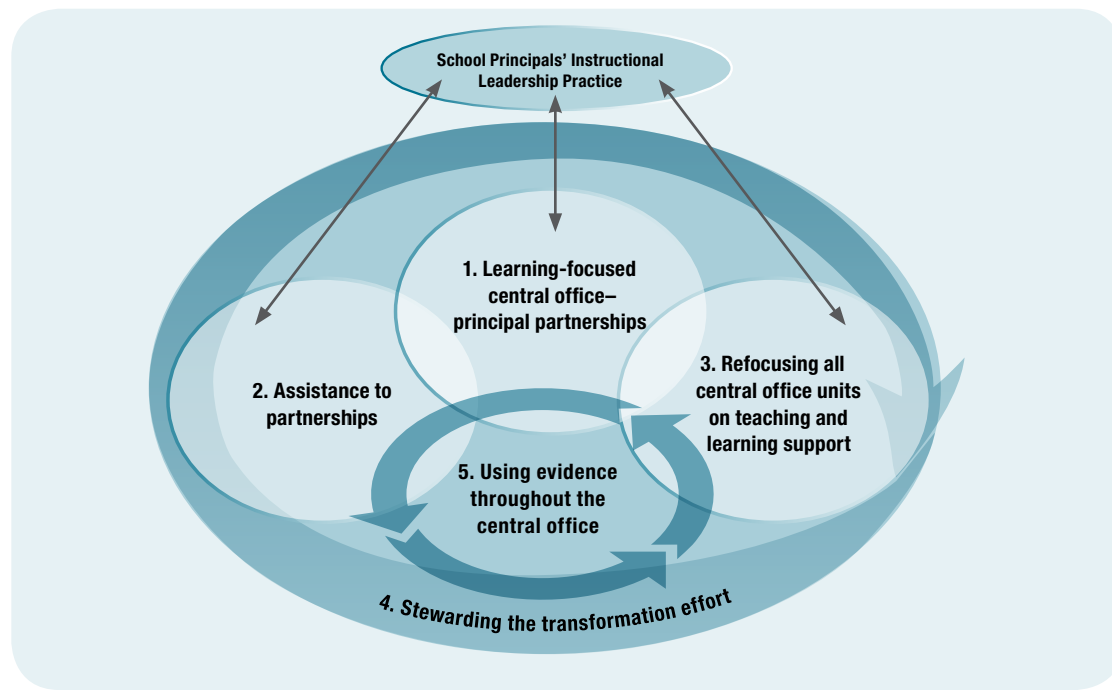 School Principals’ Instructional
Leadership Practice
1. Learning-focused
central office–
principal partnerships
2. Assistance to
partnerships
3. Refocusing all
central office units
on teaching and
learning support
5. Using evidence
throughout the
central office
4. Stewarding the transformation effort